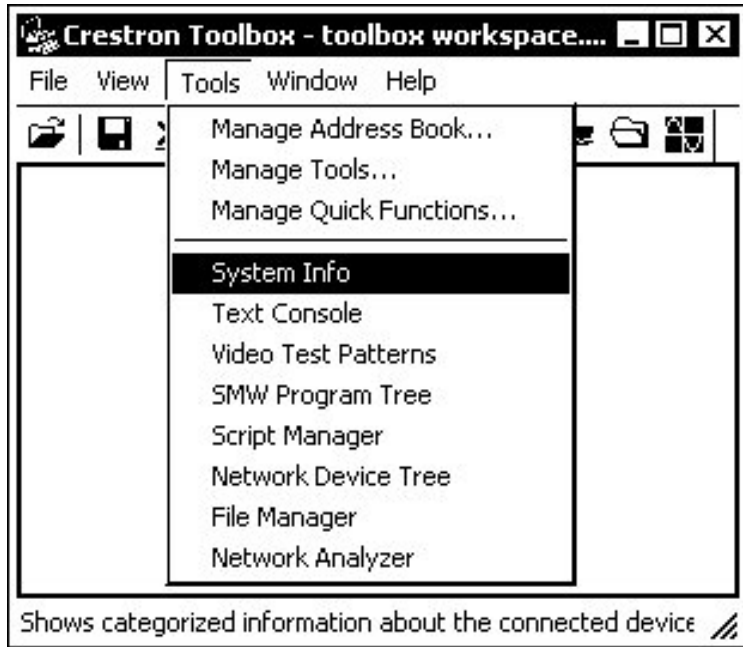 Crestron Toolbox - toolbox workspace....
File View Tools Window Help
Manage Address Book...
Manage Tools...
Manage Quick Functions...
System Info
Text Console
Video Test Patterns
SMW Program Tree
Script Manager
Network Device Tree
File Manager
Network Analyzer
Shows categorized information about the connected device